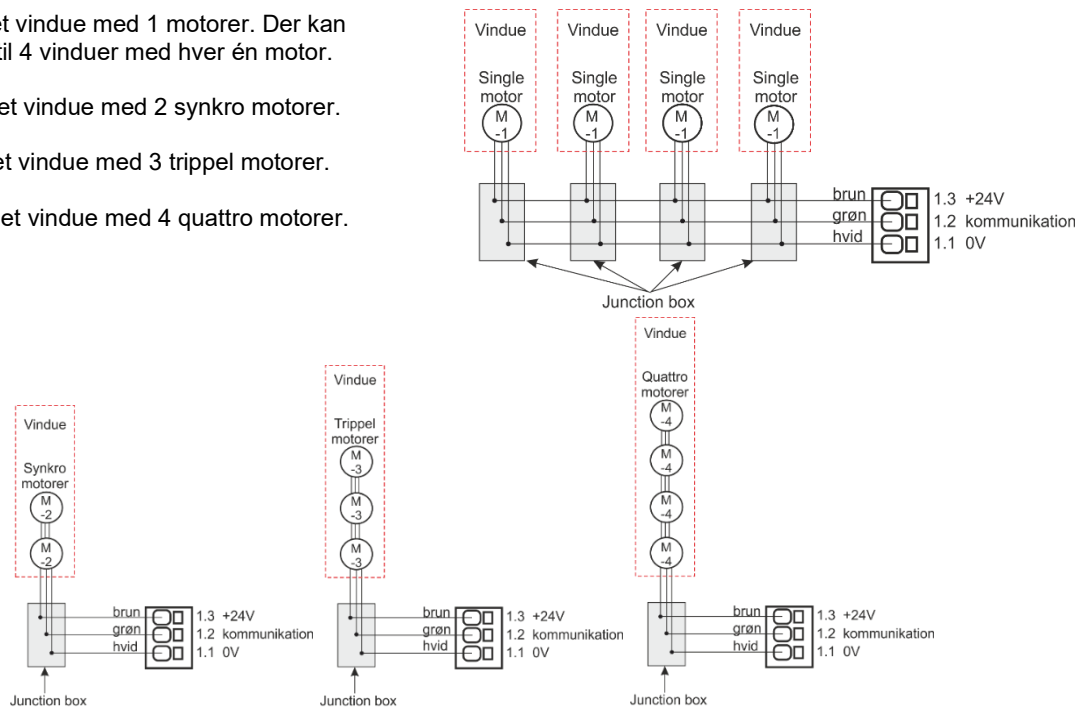 et vindue med 1 motorer. Der kan
til 4 vinduer med hver én motor.
et vindue med 2 synkro motorer.
et vindue med 3 trippel motorer.
et vindue med 4 quattro motorer.
Vindue Vindue Vindue Vindue
Single Single Single Single
motor motor motor motor
M M M M
-1 -1 -1 -1
brun 1.3 +24V
grøn 1.2 kommunikation
hvid 1.1 0V
Junction box
Vindue
Synkro
motorer
M
-2
M
-2
brun 1.3 +24V
grøn 1.2 kommunikation
hvid 1.1 0V
Junction box
Vindue
Trippel
motorer
M
-3
M
-3
M
-3
brun 1.3 +24V
grøn 1.2 kommunikation
hvid 1.1 0V
Junction box
Vindue
Quattro
motorer
M
-4
M
-4
M
-4
M
-4
brun 1.3 +24V
grøn 1.2 kommunikation
hvid 1.1 0V
Junction box